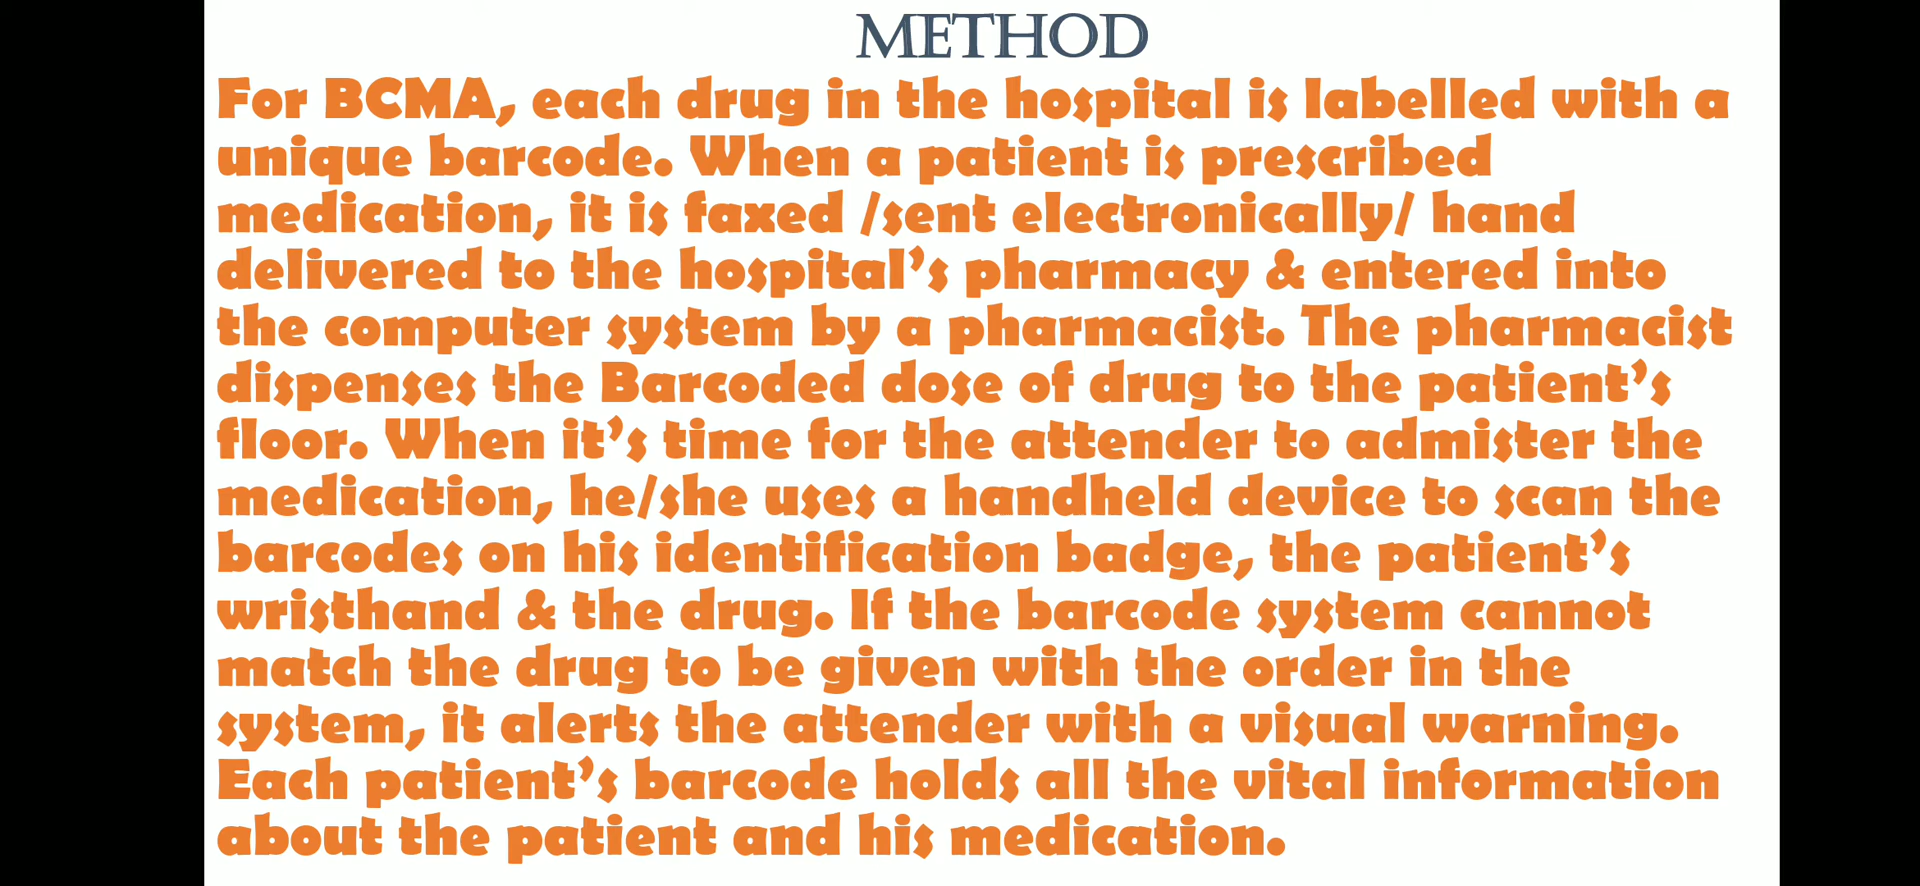 METHOD
For BCMA, each drug in the hospital is labelled with a
unique barcode. When a patient is prescribed
medication, it is faxed /sent electronically/ hand
delivered to the hospital’s pharmacy & entered into
the computer system by a pharmacist. The pharmacist
dispenses the Barcoded dose of drug to the patient’s
floor. When it’s time for the attender to admister the
medication, he/she uses a handheld device to scan the
barcodes on his identification badge, the patient’s
wristhand & the drug. If the barcode system cannot
match the drug to be given with the order in the
system, it alerts the attender with a visual warning.
Each patient’s barcode holds all the vital information
about the patient and his medication.